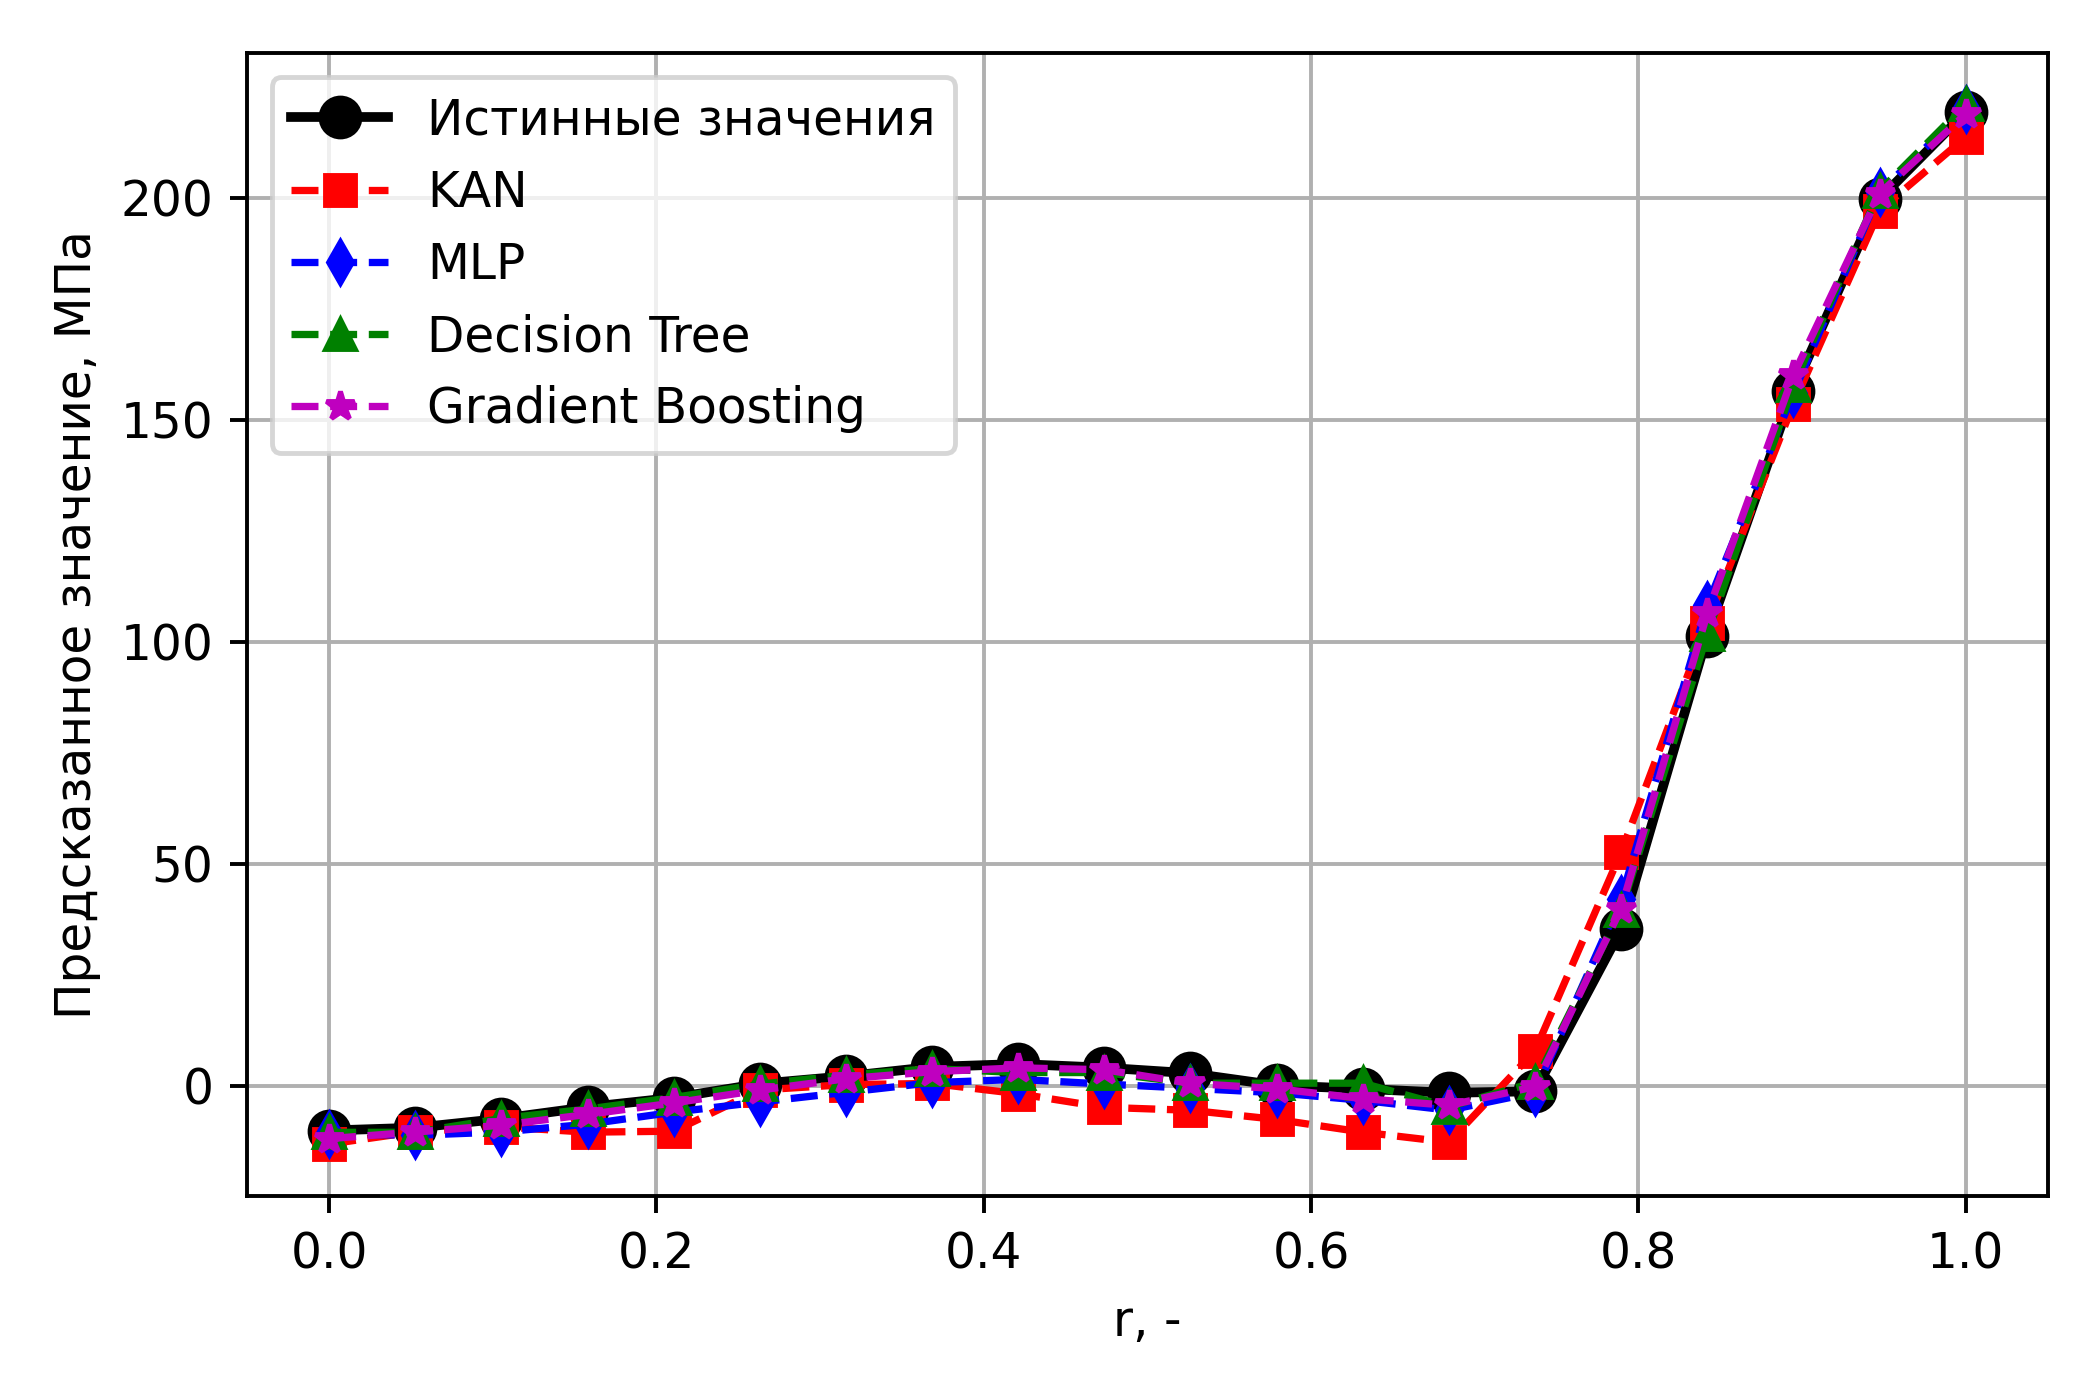 Истинные значения
KAN
MLP
Decision Tree
Gradient Boosting
Предсказанное значение, МПа
200
150
100
50
0
0.0 0.2 0.4 0.6 0.8 1.0
r, -